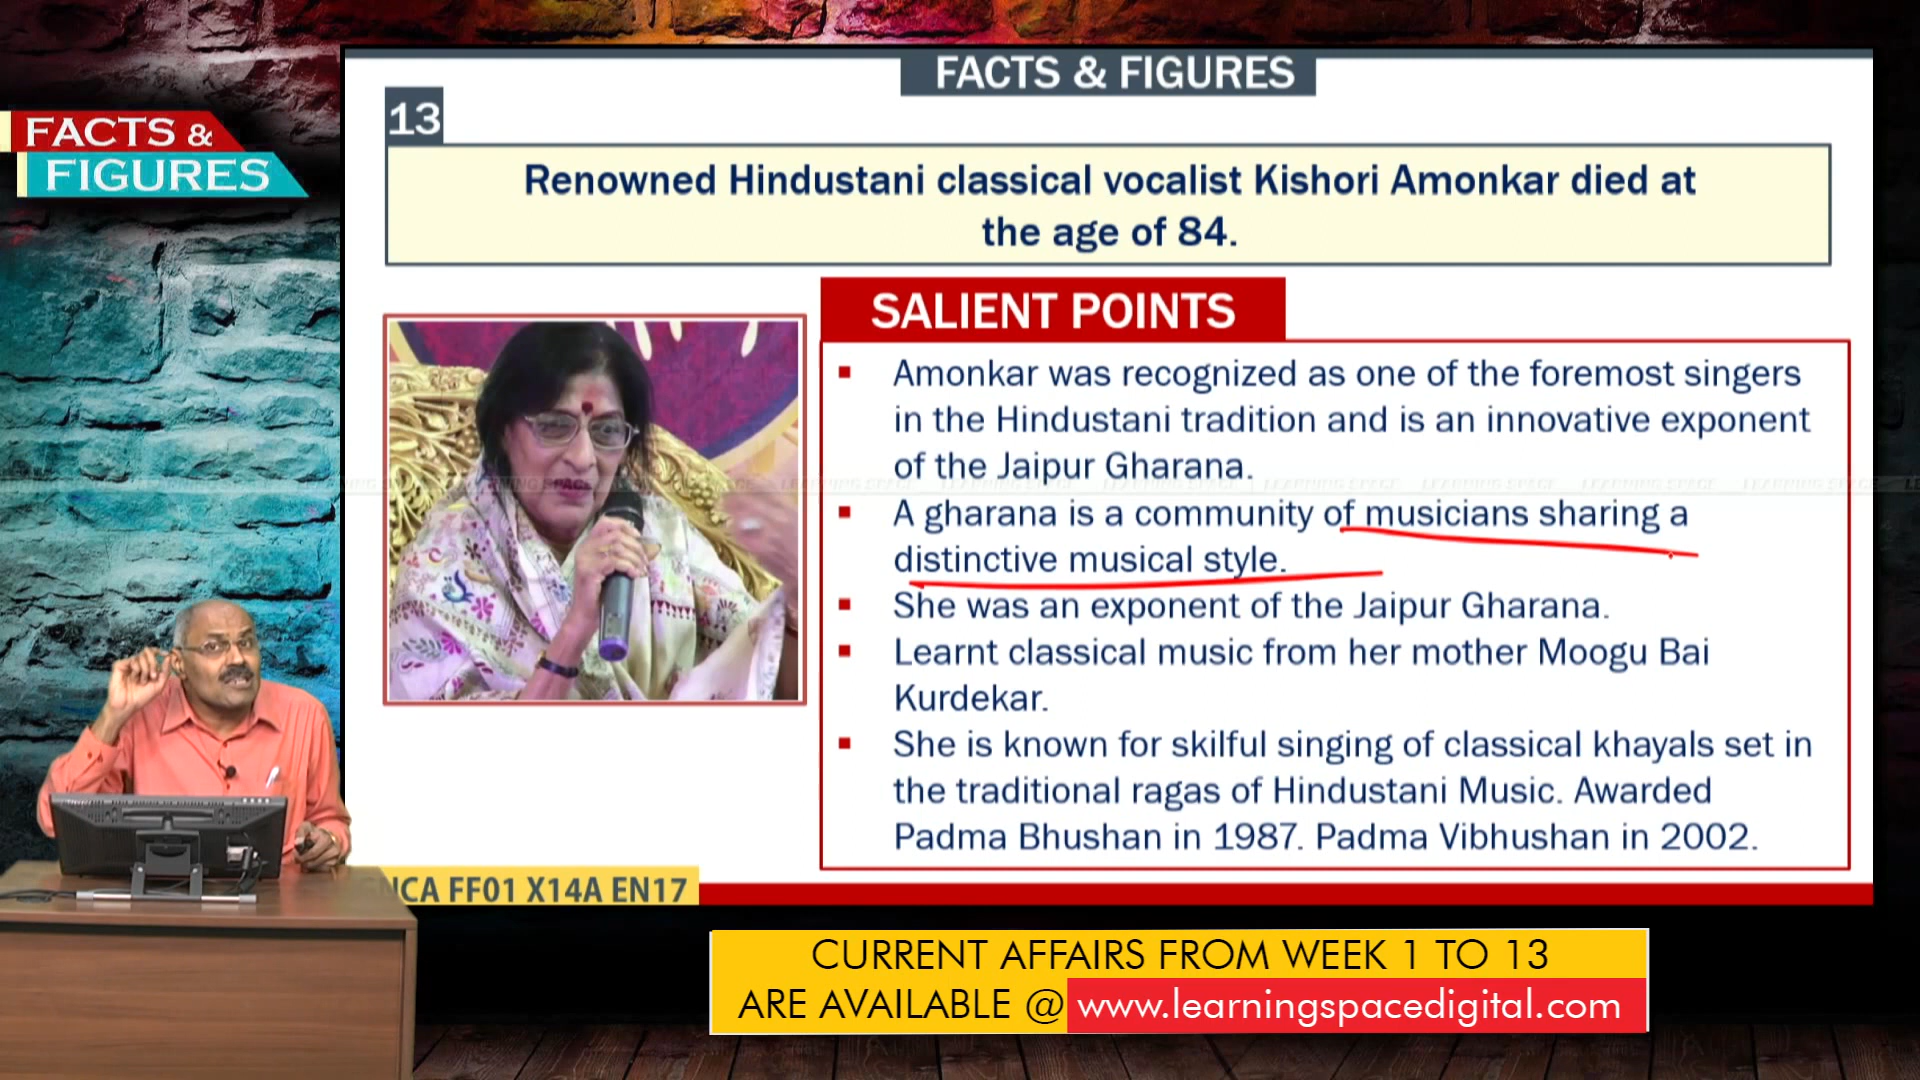 FACTS & FIGURES
13
FACTS &
FIGURES
Renowned Hindustani classical vocalist Kishori Amonkar died at
the age of 84.
SALIENT POINTS
Amonkar was recognized as one of the foremost singers
in the Hindustani tradition and is an innovative exponent
of the Jaipur Gharana.
A gharana is a community of musicians sharing a
distinctive musical style.
She was an exponent of the Jaipur Gharana.
Learnt classical music from her mother Moogu Bai
Kurdekar.
She is known for skilful singing of classical khayals set in
the traditional ragas of Hindustani Music. Awarded
Padma Bhushan in 1987. Padma Vibhushan in 2002.
FF01 X14A EN17
CURRENT AFFAIRS FROM WEEK 1 TO 13
ARE AVAILABLE @ www.learningspacedigital.com